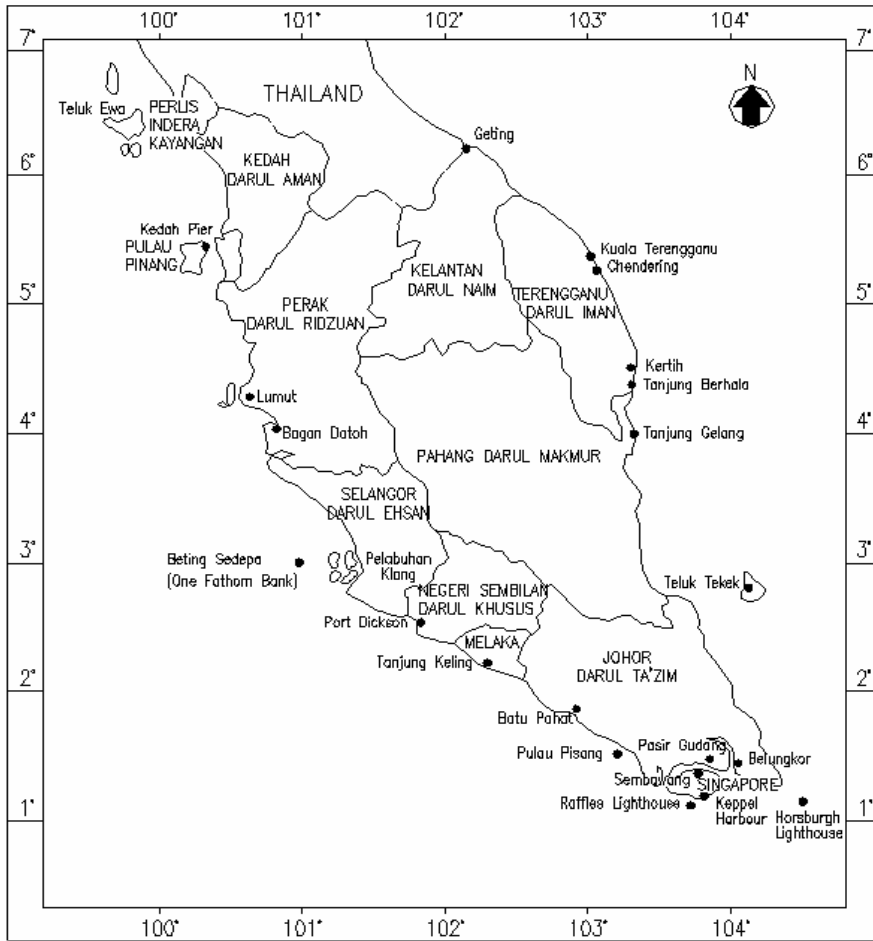 100° 101° 102° 103° 104°
7° 7°
N
THAILAND
Teluk Ewa
PERLIS
INDERA
KAYANGAN
Geting
6° 6°
KEDAH
DARUL AMAN
Kedah Pier
PULAU
PINANG
Kuala Terengganu
Chendering
KELANTAN
DARUL NAIM
TERENGGANU
DARUL IMAN
5° 5°
PERAK
DARUL RIDZUAN
Kertih
Tanjung Berhala
Lumut
4° 4°
Bagan Datoh
Tanjung Gelang
PAHANG DARUL MAKMUR
SELANGOR
DARUL EHSAN
3° 3°
Beting Sedepa
(One Fathom Bank)
Pelabuhan
Klang
NEGERI SEMBILAN
DARUL KHUSUS
Teluk Tekek
Port Dickson
MELAKA
Tanjung Keling
JOHOR
DARUL TA'ZIM
2° 2°
Batu Pahat
Pulau Pisang
Pasir Gudang
Belungkor
Sembawang
SINGAPORE
Raffles Lighthouse
Keppel
Harbour
Horsburgh
Lighthouse
1° 1°
100° 101° 102° 103° 104°